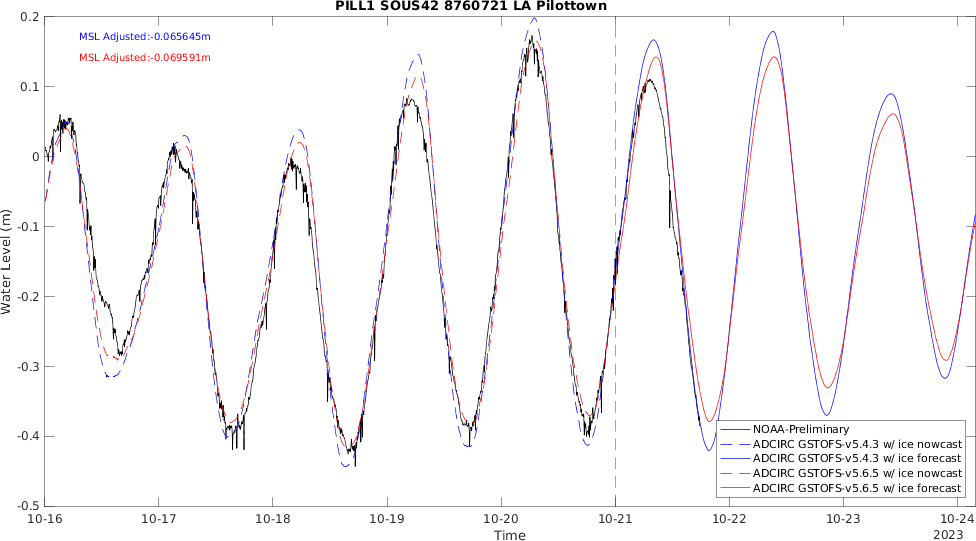 PILL1 SOUS42 8760721 LA Pilottown
MSL Adjusted:-0.065645m
MSL Adjusted:-0.069591m
0.2
0.1
0
-0.1
-0.2
-0.3
-0.4
-0.5
Water Level (m)
10-16 10-17 10-18 10-19 10-20 10-21 10-22 10-23 10-24
Time
2023
NOAA-Preliminary
ADCIRC GSTOFS-v5.4.3 w/ ice nowcast
ADCIRC GSTOFS-v5.4.3 w/ ice forecast
ADCIRC GSTOFS-v5.6.5 w/ ice nowcast
ADCIRC GSTOFS-v5.6.5 w/ ice forecast